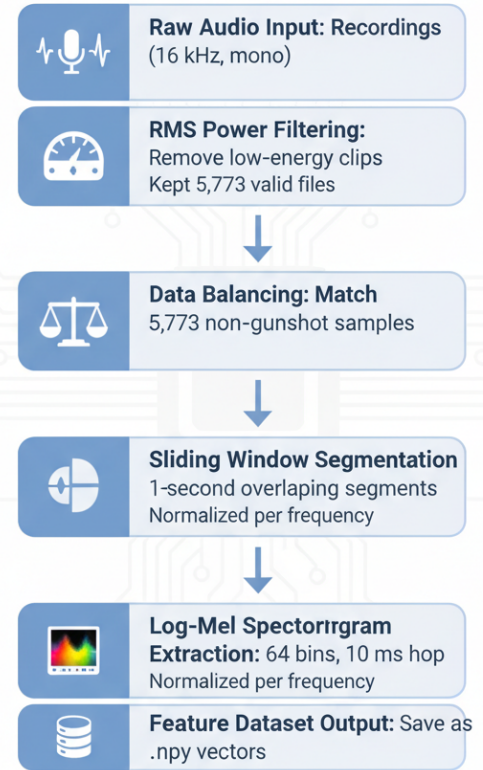 Raw Audio Input: Recordings
(16 kHz, mono)
RMS Power Filtering:
Remove low-energy clips
Kept 5,773 valid files
Data Balancing: Match
5,773 non-gunshot samples
Sliding Window Segmentation
1-second overlaping segments
Normalized per frequency
Log-Mel Spectorrrgram
Extraction: 64 bins, 10 ms hop
Normalized per frequency
Feature Dataset Output: Save as
.npy vectors